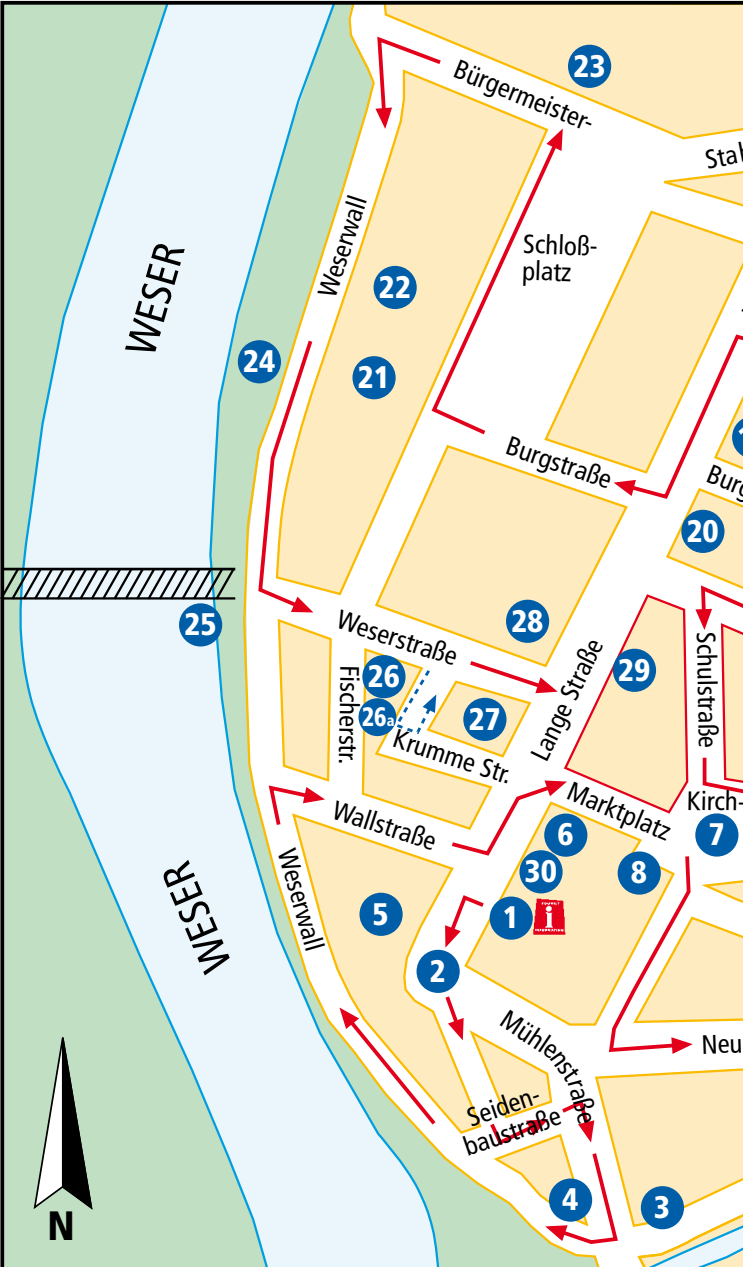 23
Bürgermeister-
Stal
Schloß-
platz
Weserwall
WESER
22
24
21
Burgstraße
Burg
20
25
Weserstraße
28
Fischerstr.
26
26a
27
Krumme Str.
Lange Straße
29
Schulstraße
Marktplatz
Kirch-
7
6
8
30
Wallstraße
Weserwall
WESER
5
1
i
2
Mühlenstraße
Neu
Seiden-
baustraße
4
3
N